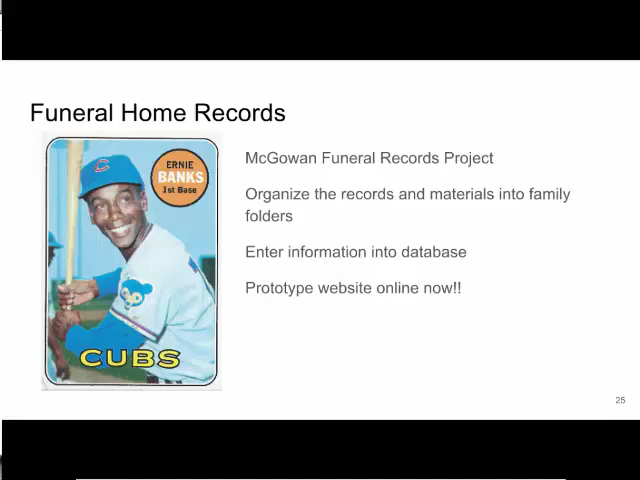 Funeral Home Records
C
ERNIE
BANKS
1st Base
CUBS
McGowan Funeral Records Project
Organize the records and materials into family
folders
Enter information into database
Prototype website online now!!
25